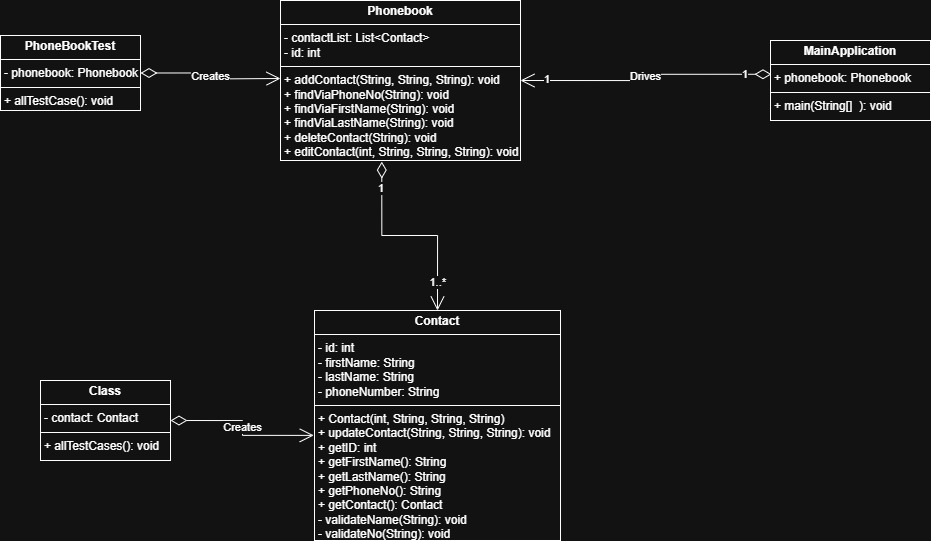 Phonebook
- contactList: List<Contact>
- id: int
+ addContact(String, String, String): void
+ findViaPhoneNo(String): void
+ findViaFirstName(String): void
+ findViaLastName(String): void
+ deleteContact(String): void
+ editContact(int, String, String, String): void
PhoneBookTest
- phonebook: Phonebook
+ allTestCase(): void
Creates
MainApplication
+ phonebook: Phonebook
+ main(String[]  ): void
1
Drives
1
1
1..*
Contact
- id: int
- firstName: String
- lastName: String
- phoneNumber: String
+ Contact(int, String, String, String)
+ updateContact(String, String, String): void
+ getID: int
+ getFirstName(): String
+ getLastName(): String
+ getPhoneNo(): String
+ getContact(): Contact
- validateName(String): void
- validateNo(String): void
Class
- contact: Contact
+ allTestCases(): void
Creates